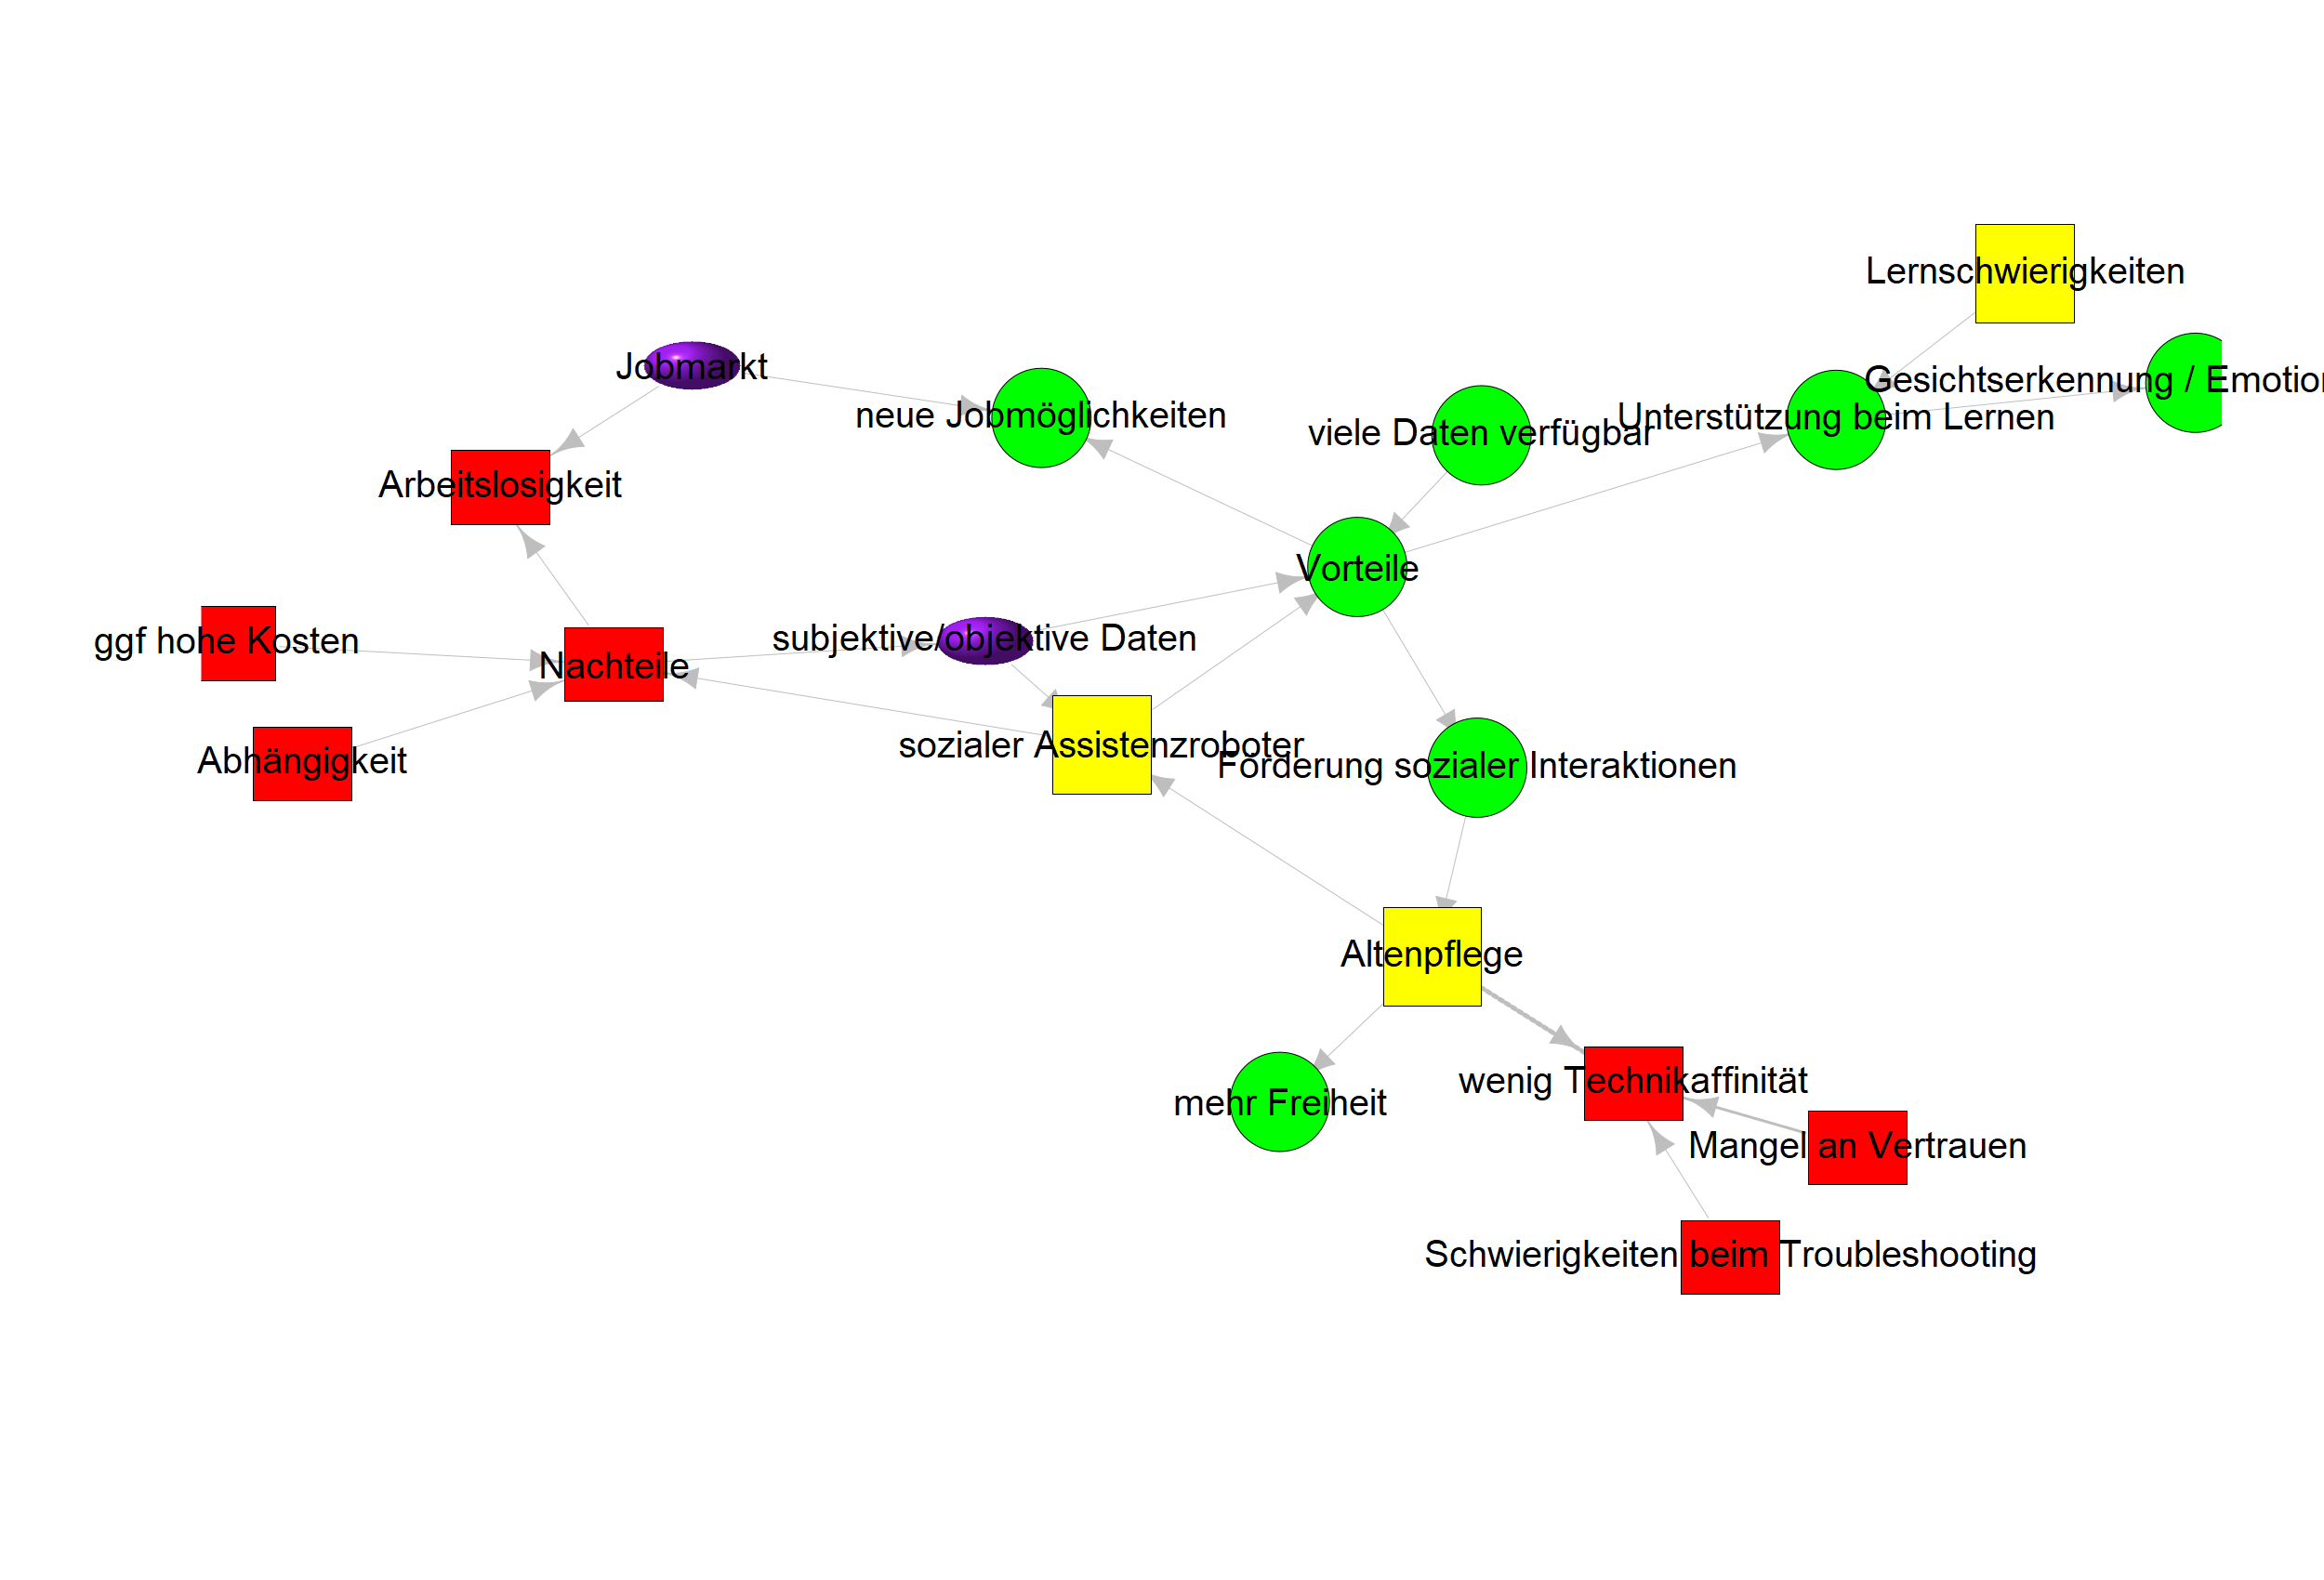 Lernschwierigkeiten
Jobmarkt
Gesichtserkennung / Emotion
neue Jobmöglichkeiten
viele Daten verfügbar
Unterstützung beim Lernen
Arbeitslosigkeit
Vorteile
ggf hohe Kosten
subjektive/objektive Daten
Nachteile
sozialer Assistenzroboter
Abhängigkeit
Förderung sozialer Interaktionen
Altenpflege
wenig Technikaffinität
mehr Freiheit
Mangel an Vertrauen
Schwierigkeiten beim Troubleshooting